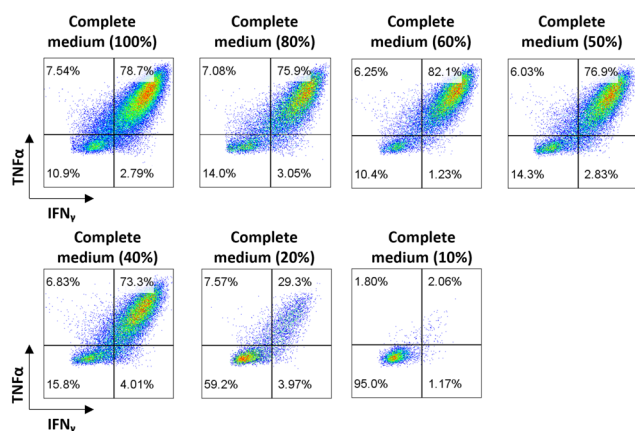 Complete
medium (100%)
Complete
medium (80%)
Complete
medium (60%)
Complete
medium (50%)
7.54%
78.7%
7.08%
75.9%
6.25%
82.1%
6.03%
76.9%
TNFα
10.9%
2.79%
14.0%
3.05%
10.4%
1.23%
14.3%
2.83%
IFNγ
Complete
medium (40%)
Complete
medium (20%)
Complete
medium (10%)
6.83%
73.3%
7.57%
29.3%
1.80%
2.06%
TNFα
15.8%
4.01%
59.2%
3.97%
95.0%
1.17%
IFNγ